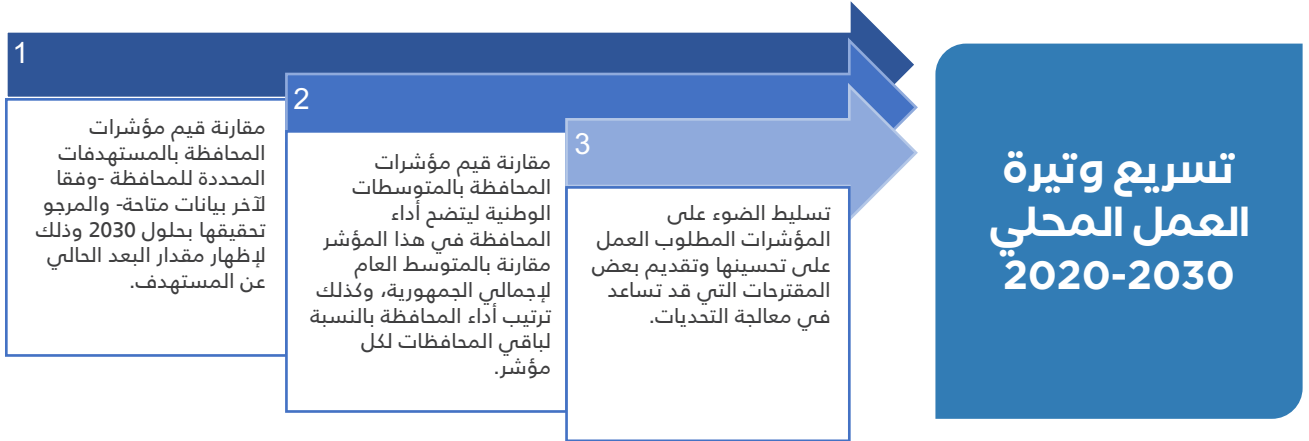 1
مقارنة قيم مؤشرات
المحافظة بالمستهدفات
المحددة للمحافظة -وفقا
لآخر بيانات متاحة- والمرجو
تحقيقها بحلول 2030 وذلك
لإظهار مقدار البعد الحالي
عن المستهدف.
2
مقارنة قيم مؤشرات
المحافظة بالمتوسطات
الوطنية ليتضح أداء
المحافظة في هذا المؤشر
مقارنة بالمتوسط العام
لإجمالي الجمهورية، وكذلك
ترتيب أداء المحافظة بالنسبة
لباقي المحافظات لكل
مؤشر.
3
تسليط الضوء على
المؤشرات المطلوب العمل
على تحسينها وتقديم بعض
المقترحات التي قد تساعد
في معالجة التحديات.
تسريع وتيرة
العمل المحلي
2020-2030